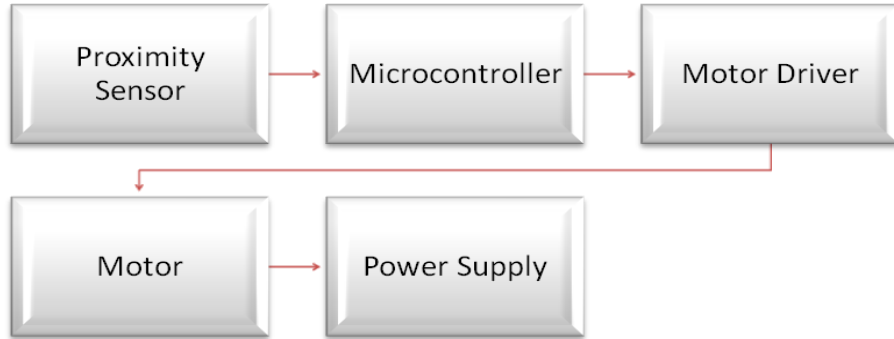 Proximity
Sensor
Microcontroller
Motor Driver
Motor
Power Supply